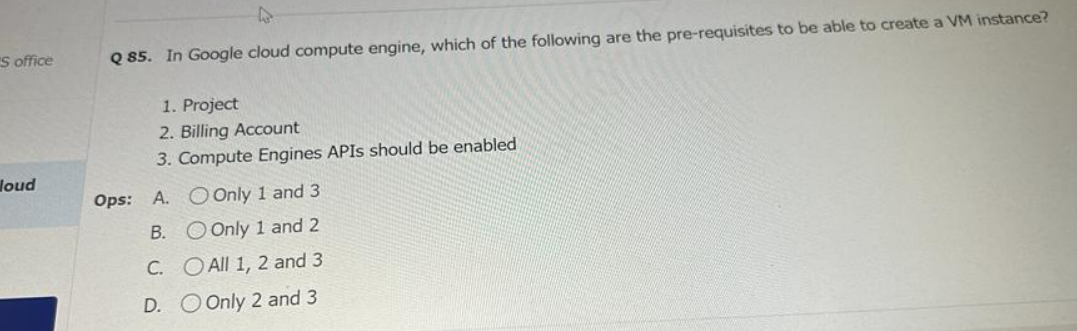 S office
Q 85. In Google cloud compute engine, which of the following are the pre-requisites to be able to create a VM instance?
1. Project
2. Billing Account
3. Compute Engines APIs should be enabled
loud
Ops: A. Only 1 and 3
B. Only 1 and 2
C. All 1, 2 and 3
D. Only 2 and 3